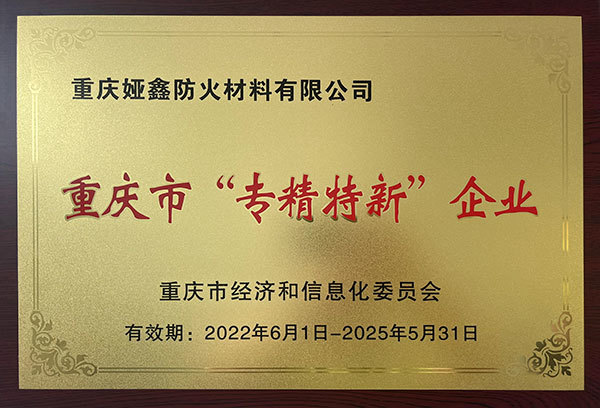 重庆娅鑫防火材料有限公司
重庆市“专精特新”企业
重庆市经济和信息化委员会
有效期：2022年6月1日-2025年5月31日